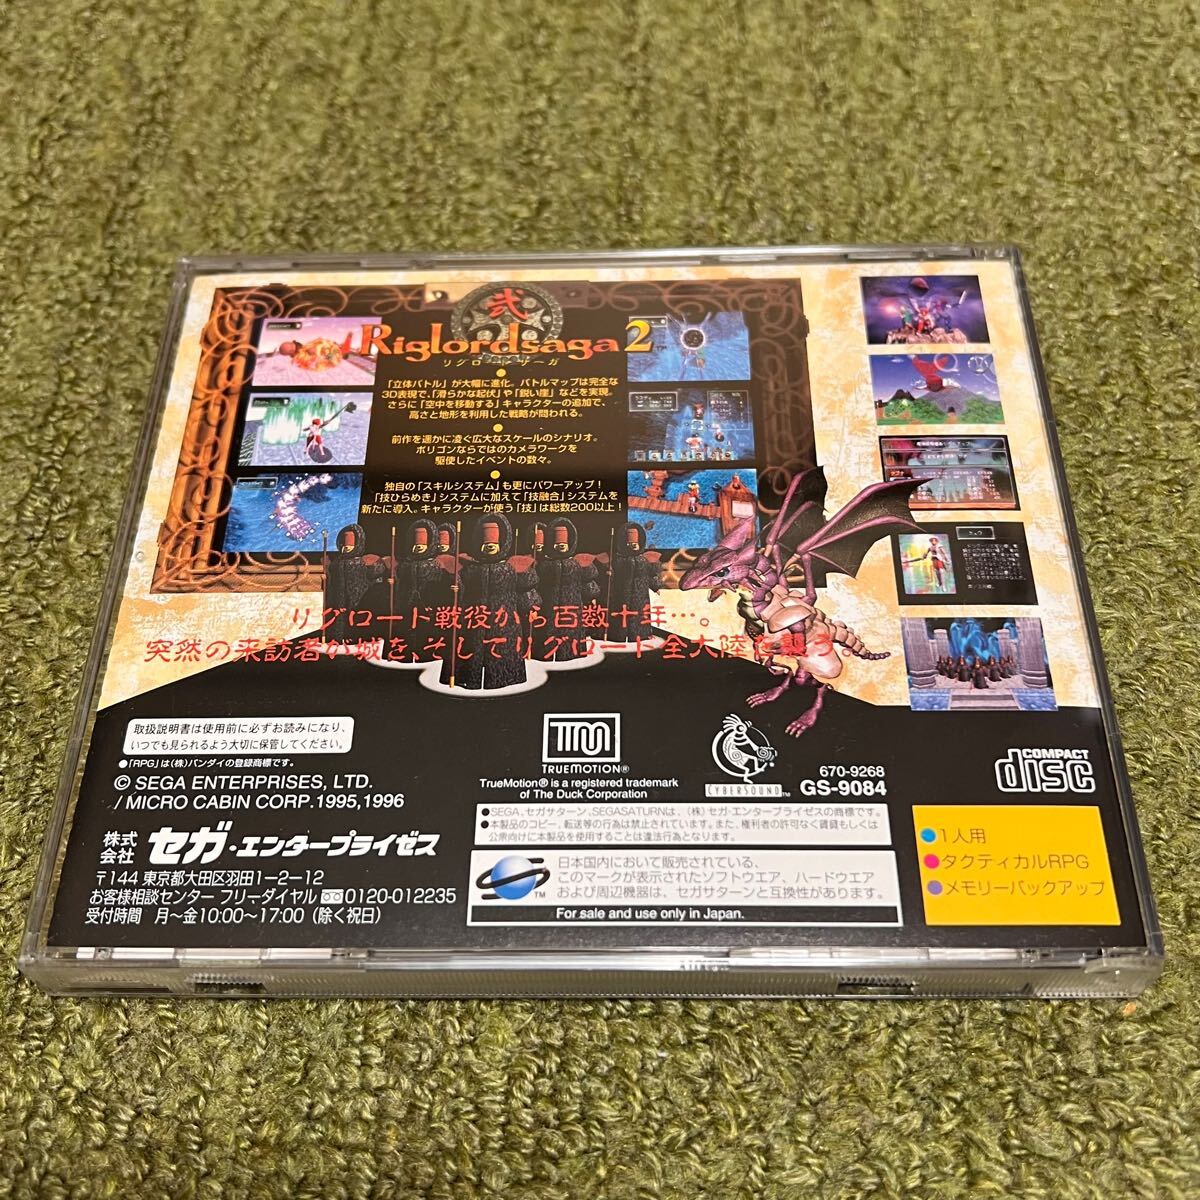 弐
Riglordsaga2
リグロードサーガ
「立体バトル」が大幅に進化。バトルマップは完全な
3D表現で、「滑らかな起伏」や「鋭い崖」などを実現。
さらに「空中を移動する」キャラクターの追加で、
高さと地形を利用した戦略が問われる。
前作を遥かに凌ぐ広大なスケールのシナリオ。
ポリゴンならではのカメラワークを
駆使したイベントの数々。
独自の「スキルシステム」も更にパワーアップ!
「技ひらめき」システムに加えて「技融合」システムを
新たに導入。キャラクターが使う「技」は総数200以上!
リグロード戦役から百数十年…。
突然の来訪者が城を、そしてリグロード全大陸を襲う。
取扱説明書は使用前に必ずお読みになり、
いつでも見られるよう大切に保管してください。
●「RPG」は(株)バンダイの登録商標です。
© SEGA ENTERPRISES, LTD.
/ MICRO CABIN CORP.1995,1996
株式会社 セガ・エンタープライゼス
〒144 東京都大田区羽田1-2-12
お客様相談センター フリーダイヤル 0120-012235
受付時間 月~金10:00~17:00(除く祝日)
TM
TRUEMOTION®
TrueMotion® is a registered trademark
of The Duck Corporation
CYBERSOUND™
670-9268
GS-9084
COMPACT
disc
●SEGA、セガサターン、SEGASATURNは、(株)セガ・エンタープライゼスの商標です。
●本製品のコピー、転送等の行為は禁止されています。また、権利者の許可なく賃貸もしくは
公衆向けに本製品を使用することは違法行為となります。
TM
日本国内において販売されている、
このマークが表示されたソフトウエア、ハードウエア
および周辺機器は、セガサターンと互換性があります。
For sale and use only in Japan.
●1人用
●タクティカルRPG
●メモリーバックアップ